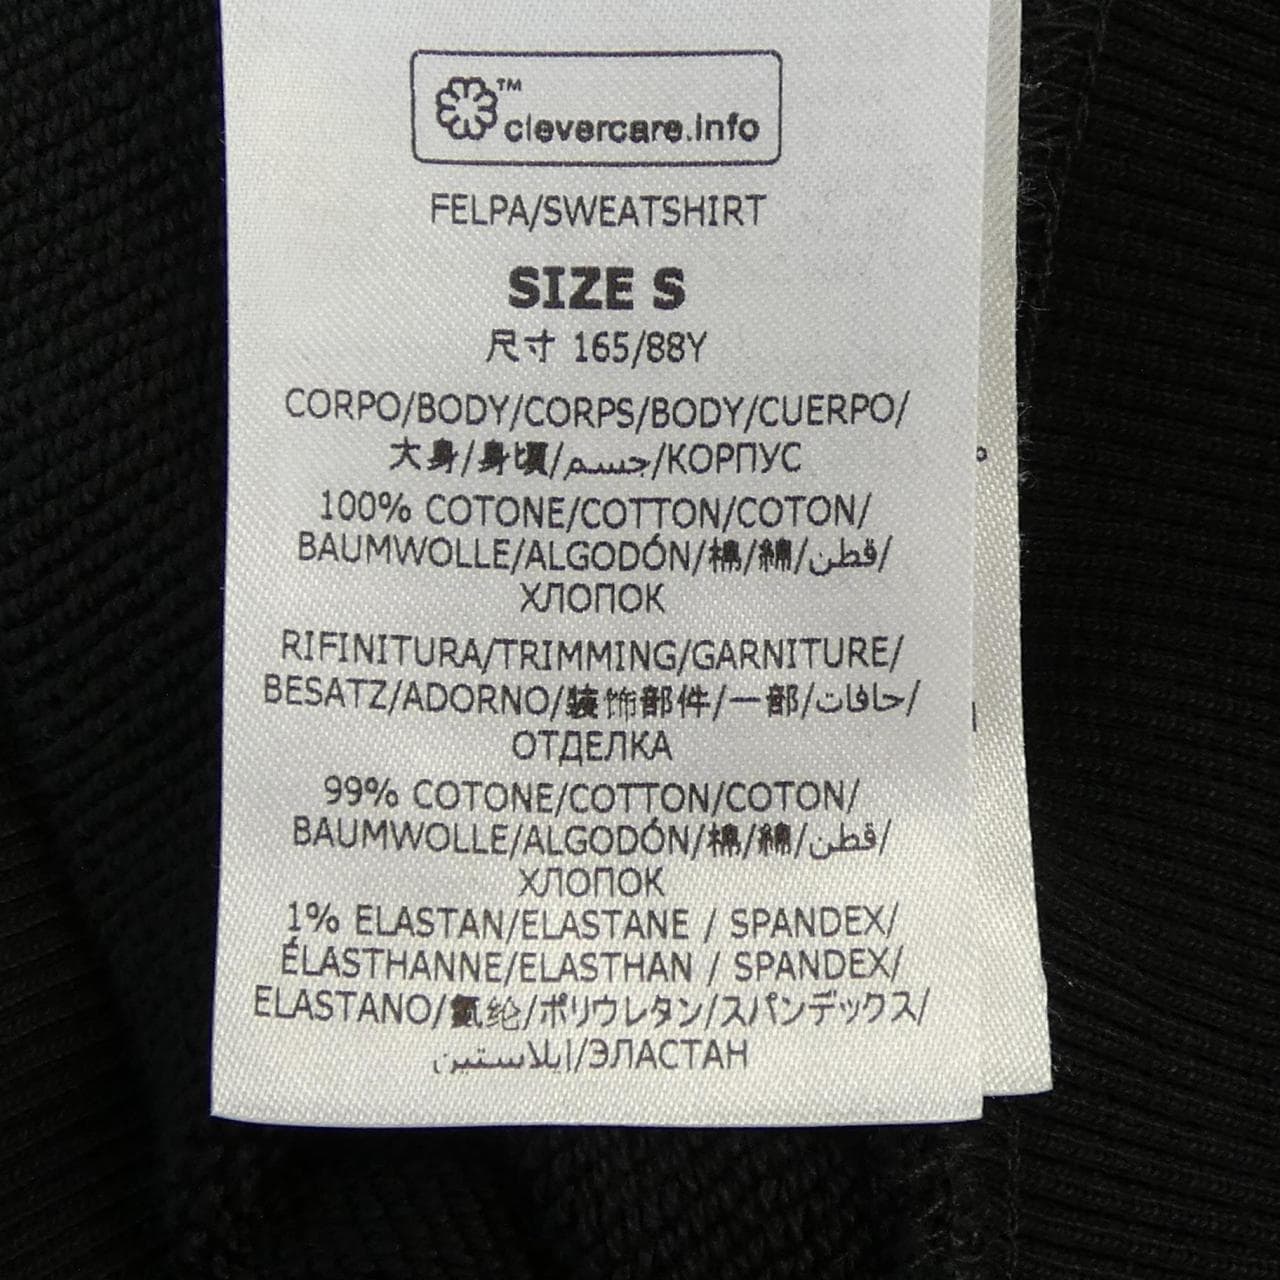 ™
clevercare.info
FELPA/SWEATSHIRT
SIZE S
尺寸 165/88Y
CORPO/BODY/CORPS/BODY/CUERPO/
大身/身頃/جسم/КОРПУС
100% COTONE/COTTON/COTON/
BAUMWOLLE/ALGODÓN/棉/綿/قطن/
ХЛОПОК
RIFINITURA/TRIMMING/GARNITURE/
BESATZ/ADORNO/装饰部件/一部/حافات/
ОТДЕЛКА
99% COTONE/COTTON/COTON/
BAUMWOLLE/ALGODÓN/棉/綿/قطن/
ХЛОПОК
1% ELASTAN/ELASTANE / SPANDEX/
ÉLASTHANNE/ELASTHAN / SPANDEX/
ELASTANO/氨纶/ポリウレタン/スパンデックス/
إيلاستين/ЭЛАСТАН